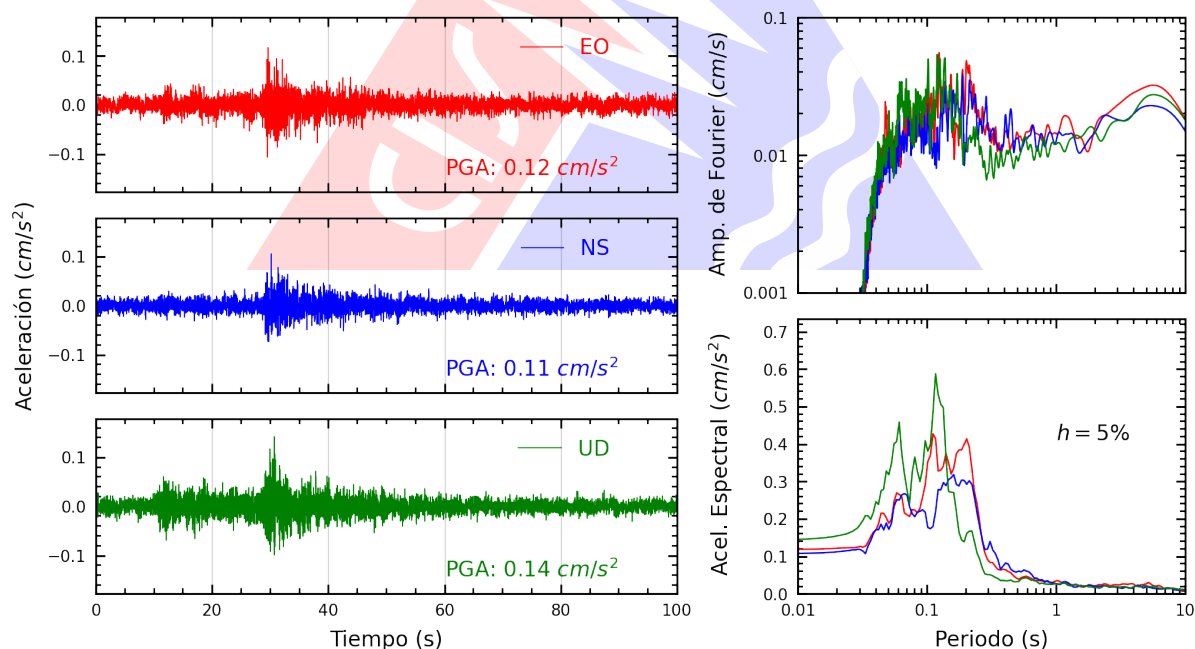 Aceleración (cm/s²)
0.1
0.0
−0.1
EO
PGA: 0.12 cm/s²
0.1
0.0
−0.1
NS
PGA: 0.11 cm/s²
0.1
0.0
−0.1
UD
PGA: 0.14 cm/s²
0 20 40 60 80 100
Tiempo (s)
Amp. de Fourier (cm/s)
0.1
0.01
0.001
Acel. Espectral (cm/s²)
0.7
0.6
0.5
0.4
0.3
0.2
0.1
0.0
h = 5%
0.01 0.1 1 10
Periodo (s)